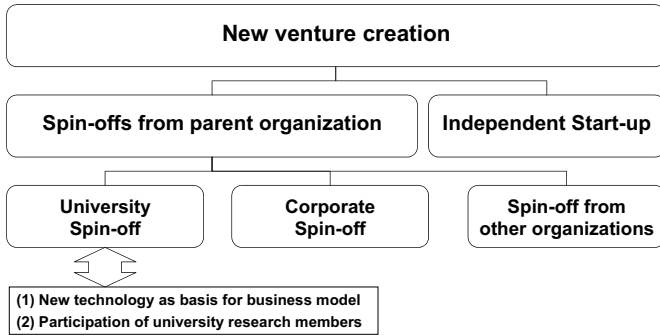 New venture creation
Spin-offs from parent organization
Independent Start-up
University
Spin-off
Corporate
Spin-off
Spin-off from
other organizations
(1) New technology as basis for business model
(2) Participation of university research members